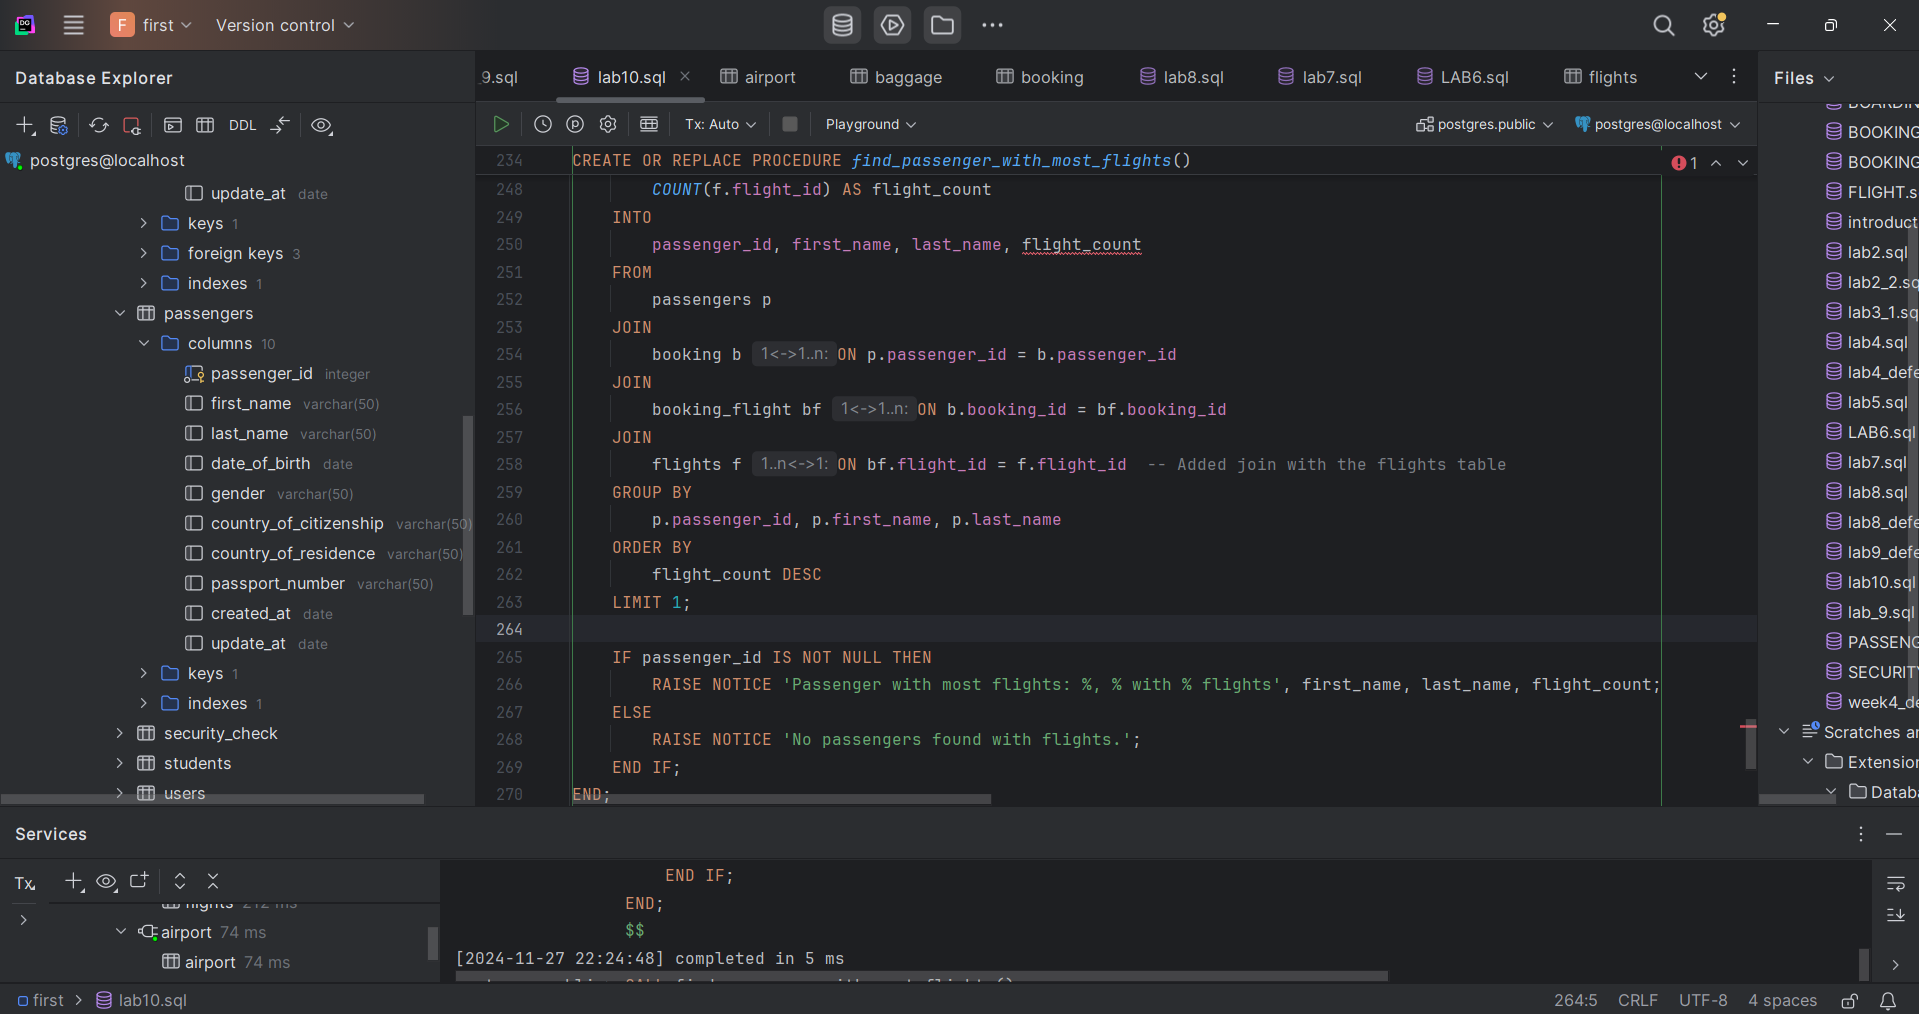 F first Version control
Database Explorer
9.sql lab10.sql airport baggage booking lab8.sql lab7.sql LAB6.sql flights
Files
DDL
Tx: Auto Playground postgres.public postgres@localhost
postgres@localhost
update_at date
keys 1
foreign keys 3
indexes 1
passengers
columns 10
passenger_id integer
first_name varchar(50)
last_name varchar(50)
date_of_birth date
gender varchar(50)
country_of_citizenship varchar(50)
country_of_residence varchar(50)
passport_number varchar(50)
created_at date
update_at date
keys 1
indexes 1
security_check
students
users
1
234 CREATE OR REPLACE PROCEDURE find_passenger_with_most_flights()
248 COUNT(f.flight_id) AS flight_count
249 INTO
250 passenger_id, first_name, last_name, flight_count
251 FROM
252 passengers p
253 JOIN
254 booking b 1<->1..n: ON p.passenger_id = b.passenger_id
255 JOIN
256 booking_flight bf 1<->1..n: ON b.booking_id = bf.booking_id
257 JOIN
258 flights f 1..n<->1: ON bf.flight_id = f.flight_id -- Added join with the flights table
259 GROUP BY
260 p.passenger_id, p.first_name, p.last_name
261 ORDER BY
262 flight_count DESC
263 LIMIT 1;
264
265 IF passenger_id IS NOT NULL THEN
266 RAISE NOTICE 'Passenger with most flights: %, % with % flights', first_name, last_name, flight_count;
267 ELSE
268 RAISE NOTICE 'No passengers found with flights.';
269 END IF;
270 END;
BOOKING
BOOKING
FLIGHT.s
introduct
lab2.sql
lab2_2.sq
lab3_1.sq
lab4.sql
lab4_defe
lab5.sql
LAB6.sql
lab7.sql
lab8.sql
lab8_defe
lab9_defe
lab10.sql
lab_9.sql
PASSENG
SECURITY
week4_de
Scratches a
Extension
Databa
Services
Tx
flights 212 ms
airport 74 ms
airport 74 ms
END IF;
END;
$$
[2024-11-27 22:24:48] completed in 5 ms
first > lab10.sql
264:5 CRLF UTF-8 4 spaces